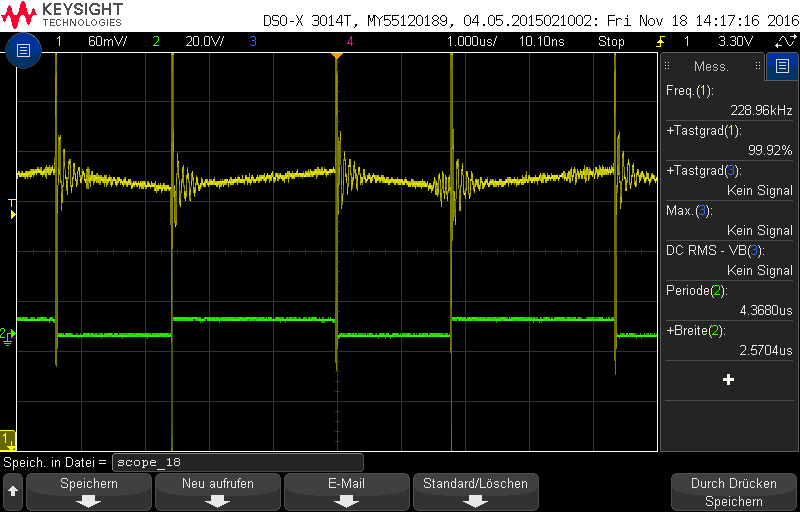 KEYSIGHT
TECHNOLOGIES
DSO-X 3014T, MY55120189, 04.05.2015021002: Fri Nov 18 14:17:16 2016
1 60mV/ 2 20.0V/ 3 4 1.000us/ 10.10ns Stop 1 3.30V
Mess.
Freq.(1):
228.96kHz
+Tastgrad(1):
99.92%
+Tastgrad(3):
Kein Signal
Max.(3):
Kein Signal
DC RMS - VB(3):
Kein Signal
Periode(2):
4.3680us
+Breite(2):
2.5704us
T
2
1
Speich. in Datei = scope_18
Speichern
Neu aufrufen
E-Mail
Standard/Löschen
Durch Drücken
Speichern